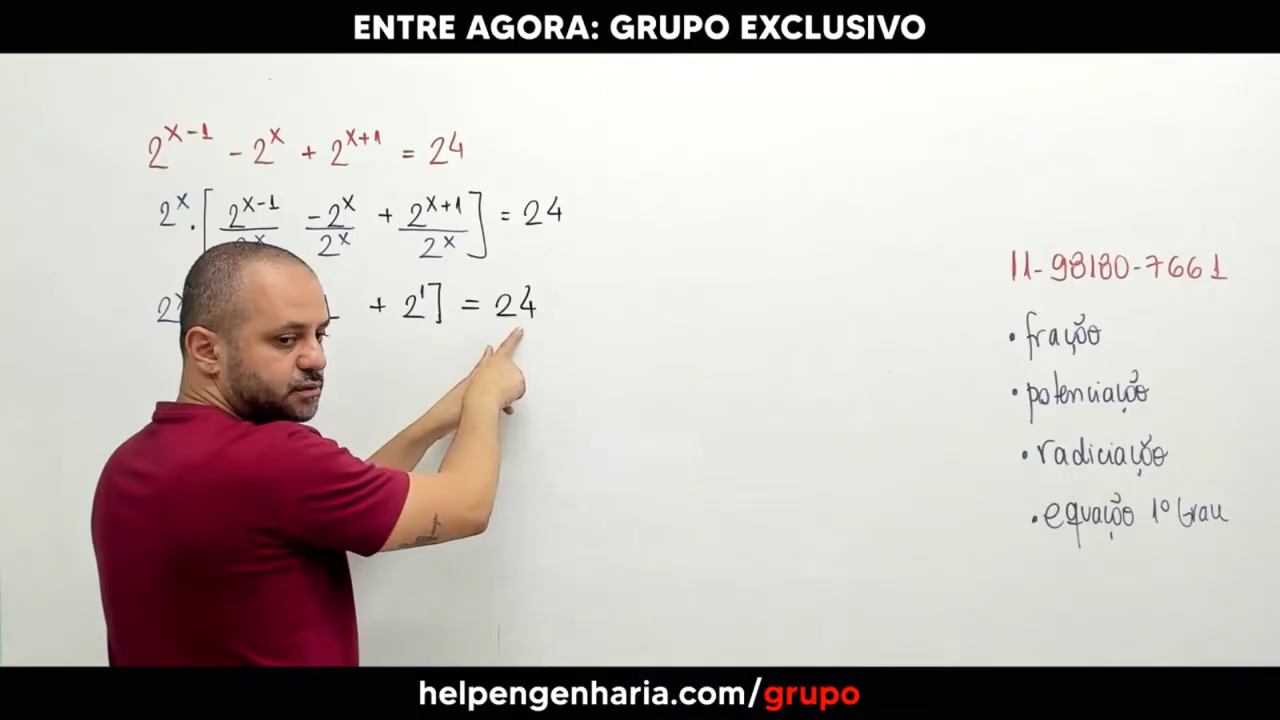 ENTRE AGORA: GRUPO EXCLUSIVO
2^{x-1} - 2^x + 2^{x+1} = 24
2^x · [ 2^{x-1}/2^x -2^x/2^x + 2^{x+1}/2^x ] = 24
+ 2^1 ] = 24
11-98180-7661
• fração
• potenciação
• radiciação
• equação 1º Grau
helpengenharia.com/grupo